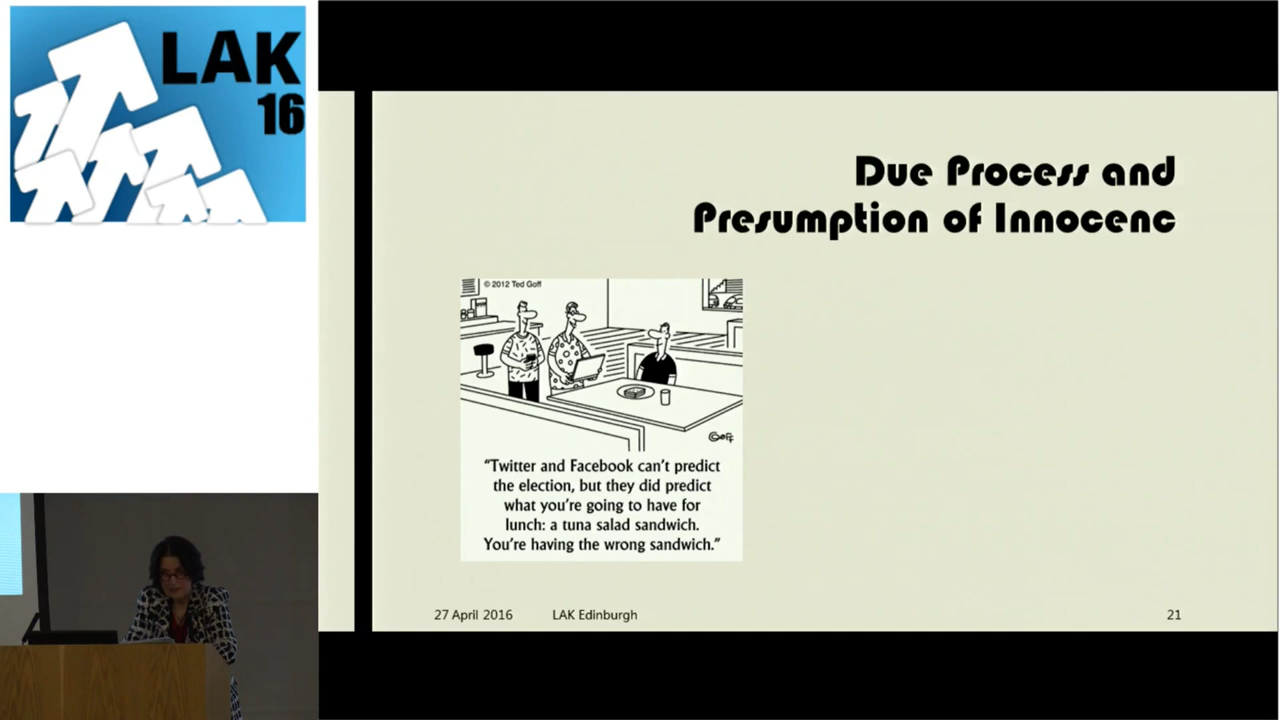 LAK
16
Due Process and
Presumption of Innocenc
© 2012 Ted Goff
GOFF
“Twitter and Facebook can’t predict
the election, but they did predict
what you’re going to have for
lunch: a tuna salad sandwich.
You’re having the wrong sandwich.”
27 April 2016
LAK Edinburgh
21